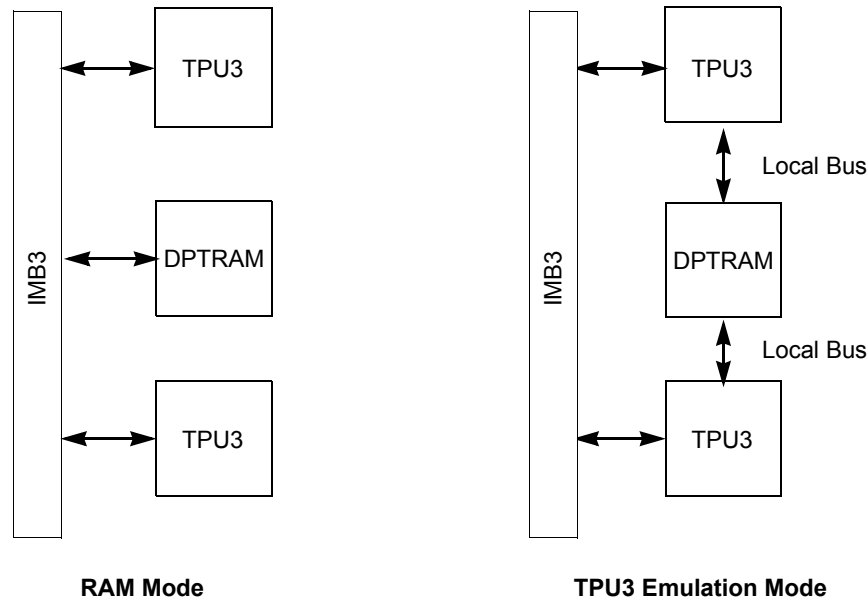 TPU3
IMB3
DPTRAM
TPU3
RAM Mode
TPU3
Local Bus
IMB3
DPTRAM
Local Bus
TPU3
TPU3 Emulation Mode